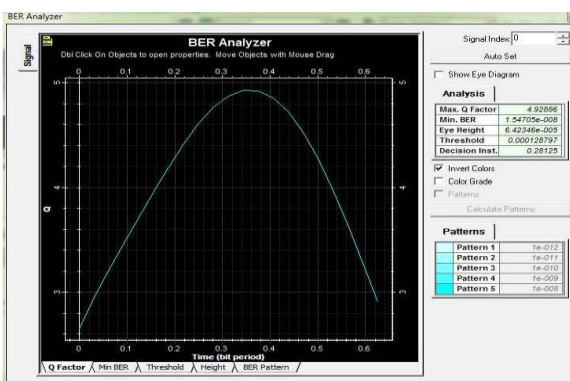 BER Analyzer
Signal
BER Analyzer
Dbl Click On Objects to open properties. Move Objects with Mouse Drag
0 0.1 0.2 0.3 0.4 0.5 0.6
5 5
4 4
Q
3 3
0 0.1 0.2 0.3 0.4 0.5 0.6
Time (bit period)
Q Factor Min BER Threshold Height BER Pattern
Signal Index: 0
Auto Set
Show Eye Diagram
Analysis
Max. Q Factor 4.92886
Min. BER 1.54705e-008
Eye Height 6.42346e-005
Threshold 0.000128797
Decision Inst. 0.28125
Invert Colors
Color Grade
Patterns
Calculate Patterns
Patterns
Pattern 1 1e-012
Pattern 2 1e-011
Pattern 3 1e-010
Pattern 4 1e-009
Pattern 5 1e-008